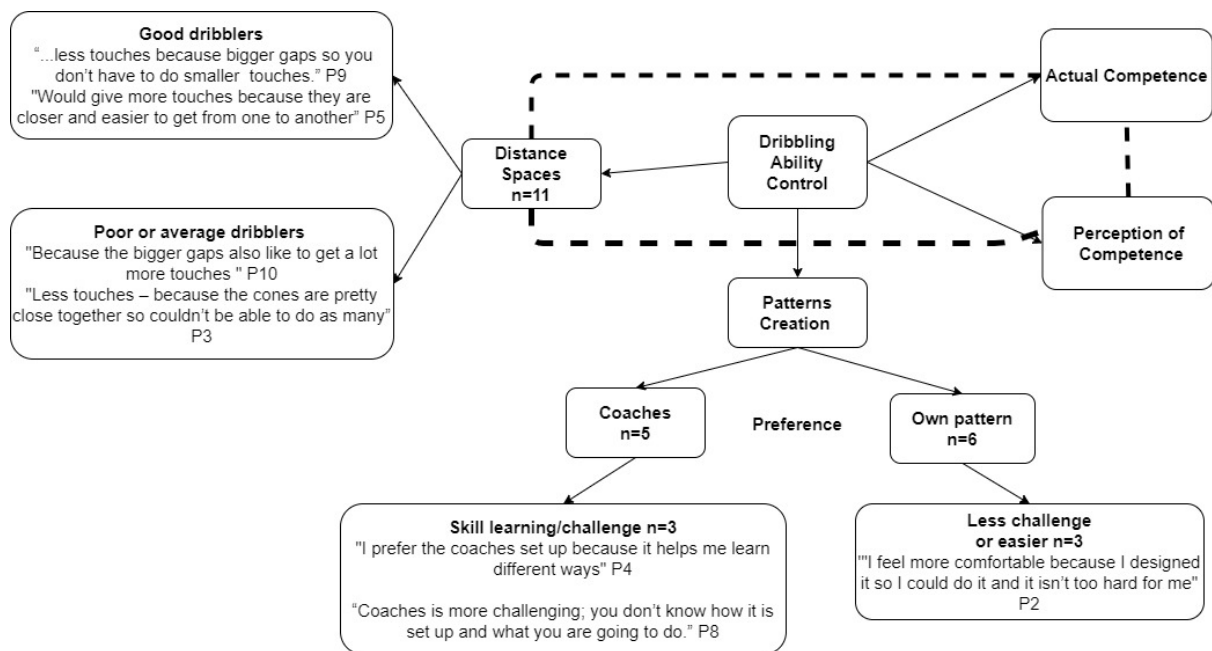 Good dribblers
“...less touches because bigger gaps so you
don’t have to do smaller touches.” P9
"Would give more touches because they are
closer and easier to get from one to another” P5
Actual Competence
Distance
Spaces
n=11
Dribbling
Ability
Control
Poor or average dribblers
"Because the bigger gaps also like to get a lot
more touches " P10
"Less touches – because the cones are pretty
close together so couldn’t be able to do as many”
P3
Perception of
Competence
Patterns
Creation
Coaches
n=5
Preference
Own pattern
n=6
Skill learning/challenge n=3
"I prefer the coaches set up because it helps me learn
different ways" P4
“Coaches is more challenging; you don’t know how it is
set up and what you are going to do.” P8
Less challenge
or easier n=3
'"I feel more comfortable because I designed
it so I could do it and it isn’t too hard for me"
P2